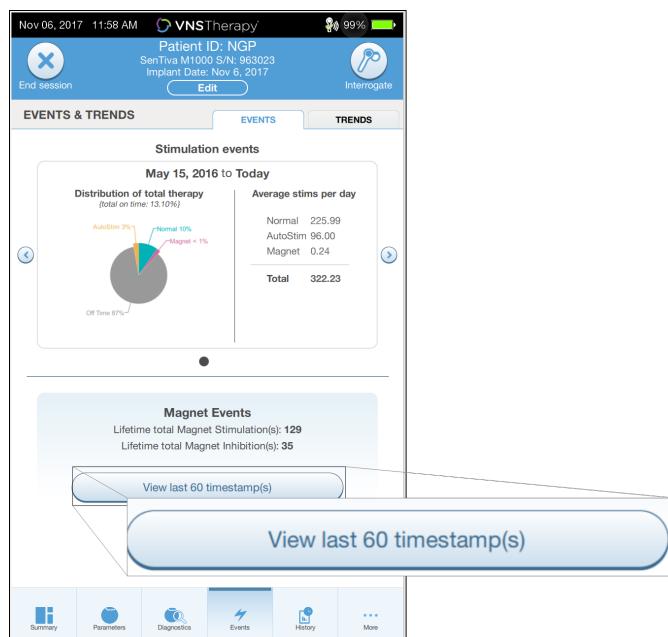 Nov 06, 2017 11:58 AM VNSTherapy 99%
Patient ID: NGP
SenTiva M1000 S/N: 963023
Implant Date: Nov 6, 2017
Edit
End session
Interrogate
EVENTS & TRENDS
EVENTS
TRENDS
Stimulation events
May 15, 2016 to Today
Distribution of total therapy
(total on time: 13.10%)
AutoStim 3%
Normal 10%
Magnet < 1%
Off Time 87%
Average stims per day
Normal 225.99
AutoStim 96.00
Magnet 0.24
Total 322.23
Magnet Events
Lifetime total Magnet Stimulation(s): 129
Lifetime total Magnet Inhibition(s): 35
View last 60 timestamp(s)
View last 60 timestamp(s)
Summary
Parameters
Diagnostics
Events
History
More